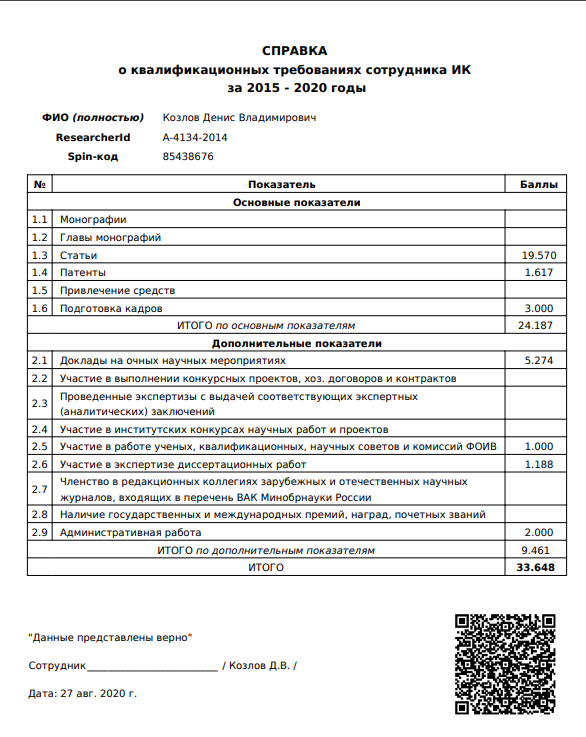 СПРАВКА
о квалификационных требованиях сотрудника ИК
за 2015 - 2020 годы
ФИО (полностью) Козлов Денис Владимирович
ResearcherId A-4134-2014
Spin-код 85438676
№ Показатель Баллы
Основные показатели
1.1 Монографии
1.2 Главы монографий
1.3 Статьи 19.570
1.4 Патенты 1.617
1.5 Привлечение средств
1.6 Подготовка кадров 3.000
ИТОГО по основным показателям 24.187
Дополнительные показатели
2.1 Доклады на очных научных мероприятиях 5.274
2.2 Участие в выполнении конкурсных проектов, хоз. договоров и контрактов
2.3 Проведенные экспертизы с выдачей соответствующих экспертных
(аналитических) заключений
2.4 Участие в институтских конкурсах научных работ и проектов
2.5 Участие в работе ученых, квалификационных, научных советов и комиссий ФОИВ 1.000
2.6 Участие в экспертизе диссертационных работ 1.188
2.7 Членство в редакционных коллегиях зарубежных и отечественных научных
журналов, входящих в перечень ВАК Минобрнауки России
2.8 Наличие государственных и международных премий, наград, почетных званий
2.9 Административная работа 2.000
ИТОГО по дополнительным показателям 9.461
ИТОГО 33.648
"Данные представлены верно"
Сотрудник_________________________ / Козлов Д.В. /
Дата: 27 авг. 2020 г.